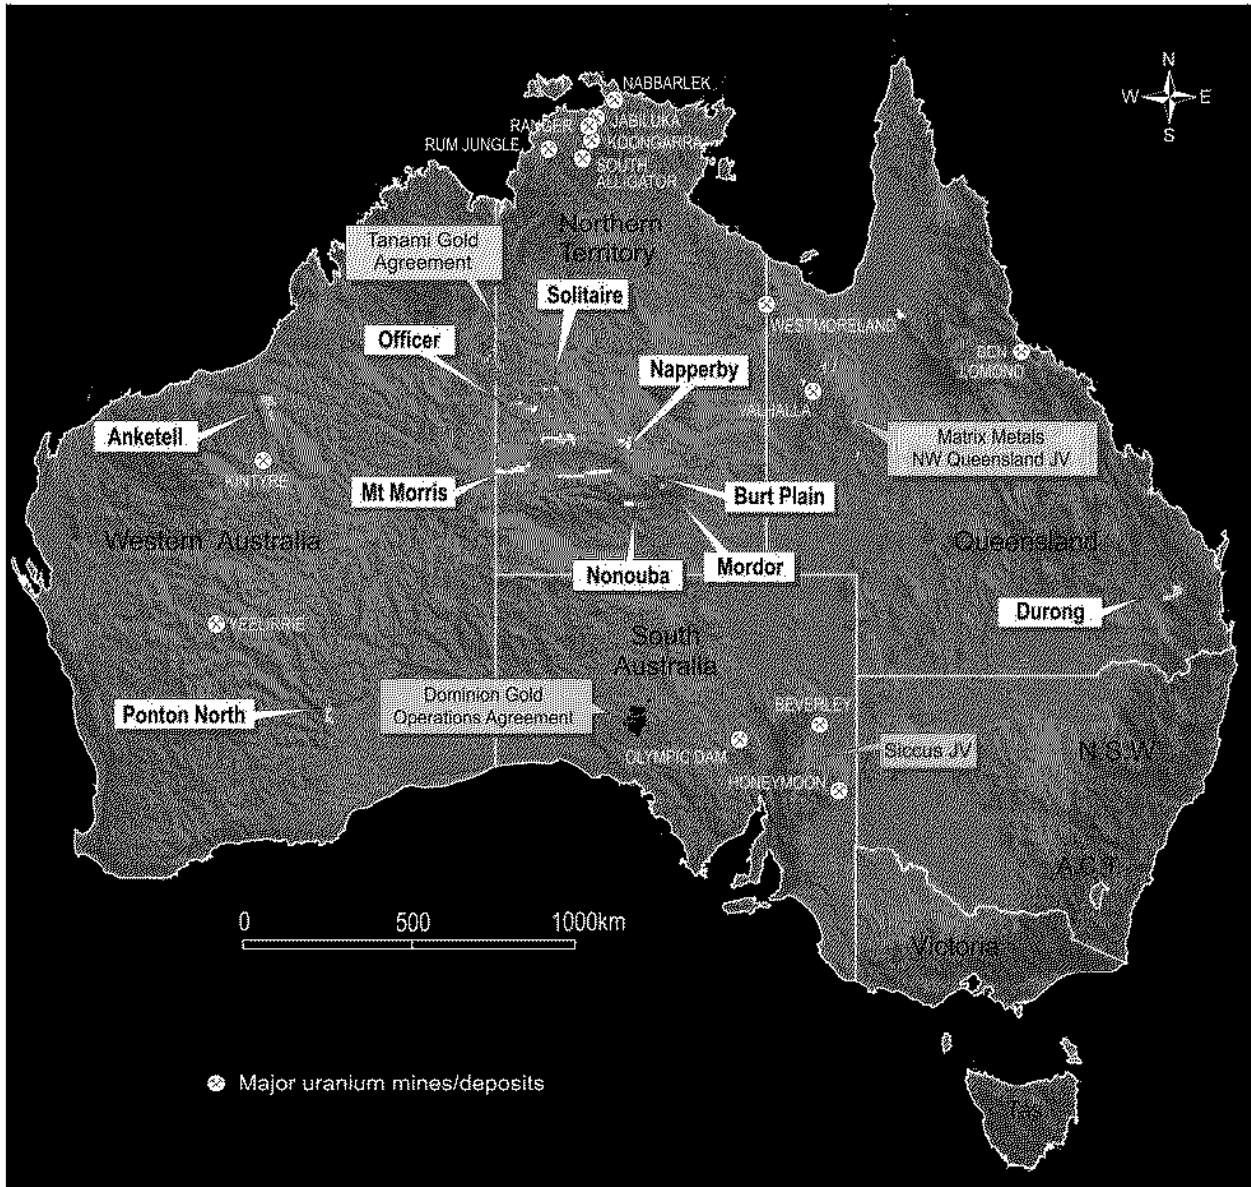 N
W E
S
NABBARLEK
JABILUKA
RANGER
KOONGARRA
RUM JUNGLE
SOUTH
ALLIGATOR
Northern
Territory
Tanami Gold
Agreement
Solitaire
Officer
WESTMORELAND
BEN
LOMOND
Napperby
VALHALLA
Anketell
Matrix Metals
NW Queensland JV
KINTYRE
Mt Morris
Burt Plain
Western Australia
Queensland
Nonouba
Mordor
Durong
YEELIRRIE
South
Australia
Ponton North
Dominion Gold
Operations Agreement
BEVERLEY
OLYMPIC DAM
Siccus JV
N.S.W.
HONEYMOON
A.C.T.
0 500 1000km
Victoria
Major uranium mines/deposits
Tas